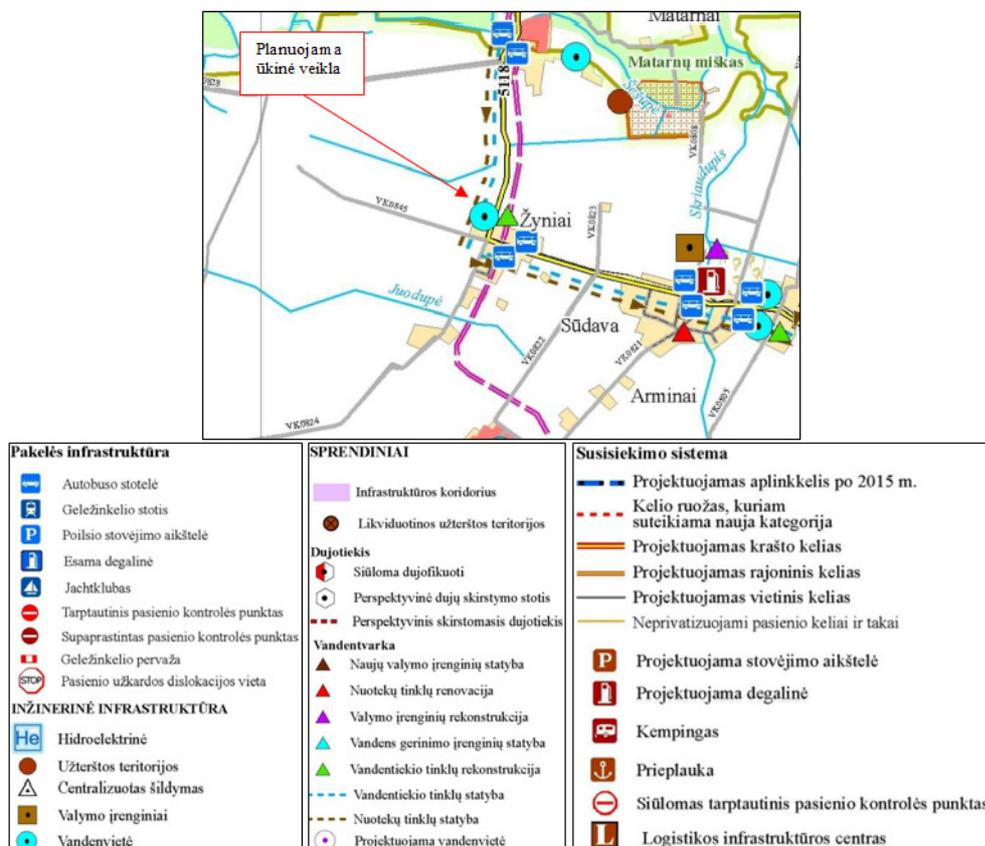 Matarnai
Planuojama
ūkinė veikla
5118
Matarnų miškas
Šešupė
VK0808
Skriaudupis
VK0845
VK0823
Žyniai
Juodupė
Sūdava
VK0822
VK0821
Arminai
VK0805
VK0824
Pakelės infrastruktūra
Autobuso stotelė
Geležinkelio stotis
P Poilsio stovėjimo aikštelė
Esama degalinė
Jachtklubas
Tarptautinis pasienio kontrolės punktas
Supaprastintas pasienio kontrolės punktas
Geležinkelio pervaža
STOP Pasienio užkardos dislokacijos vieta
INŽINERINĖ INFRASTRUKTŪRA
He Hidroelektrinė
Užterštos teritorijos
Centralizuotas šildymas
Valymo įrenginiai
Vandenvietė
SPRENDINIAI
Infrastruktūros koridorius
Likviduotinos užterštos teritorijos
Dujotiekis
Siūloma dujofikuoti
Perspektyvinė dujų skirstymo stotis
Perspektyvinis skirstomasis dujotiekis
Vandentvarka
Naujų valymo įrenginių statyba
Nuotekų tinklų renovacija
Valymo įrenginių rekonstrukcija
Vandens gerinimo įrenginių statyba
Vandentiekio tinklų rekonstrukcija
Vandentiekio tinklų statyba
Nuotekų tinklų statyba
Projektuojama vandenvietė
Susisiekimo sistema
Projektuojamas aplinkkelis po 2015 m.
Kelio ruožas, kuriam
suteikiama nauja kategorija
Projektuojamas krašto kelias
Projektuojamas rajoninis kelias
Projektuojamas vietinis kelias
Neprivatizuojami pasienio keliai ir takai
P Projektuojama stovėjimo aikštelė
Projektuojama degalinė
Kempingas
Prieplauka
Siūlomas tarptautinis pasienio kontrolės punktas
L Logistikos infrastruktūros centras